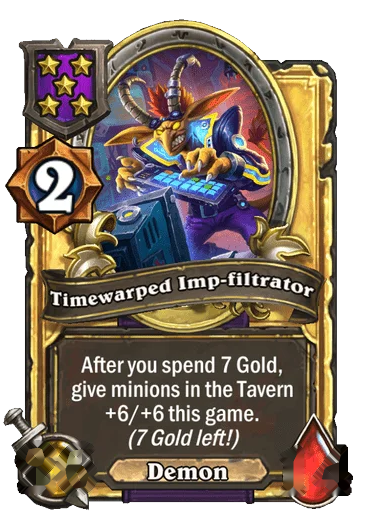 2
Timewarped Imp-filtrator
After you spend 7 Gold,
give minions in the Tavern
+6/+6 this game.
(7 Gold left!)
Demon